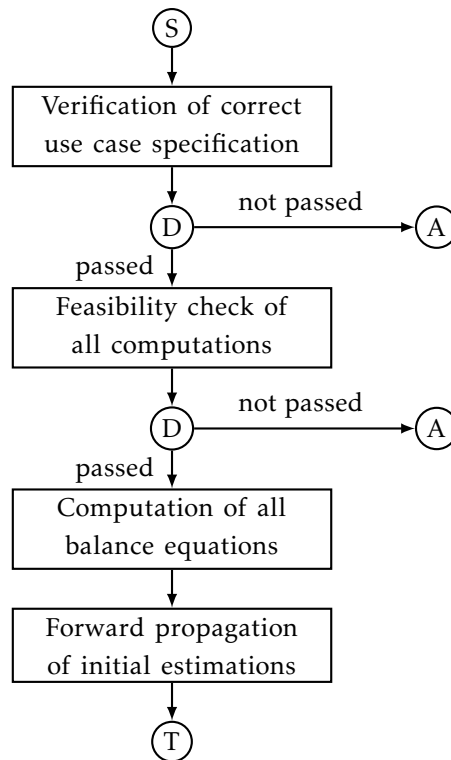 S
Verification of correct
use case specification
D
not passed
A
passed
Feasibility check of
all computations
D
not passed
A
passed
Computation of all
balance equations
Forward propagation
of initial estimations
T